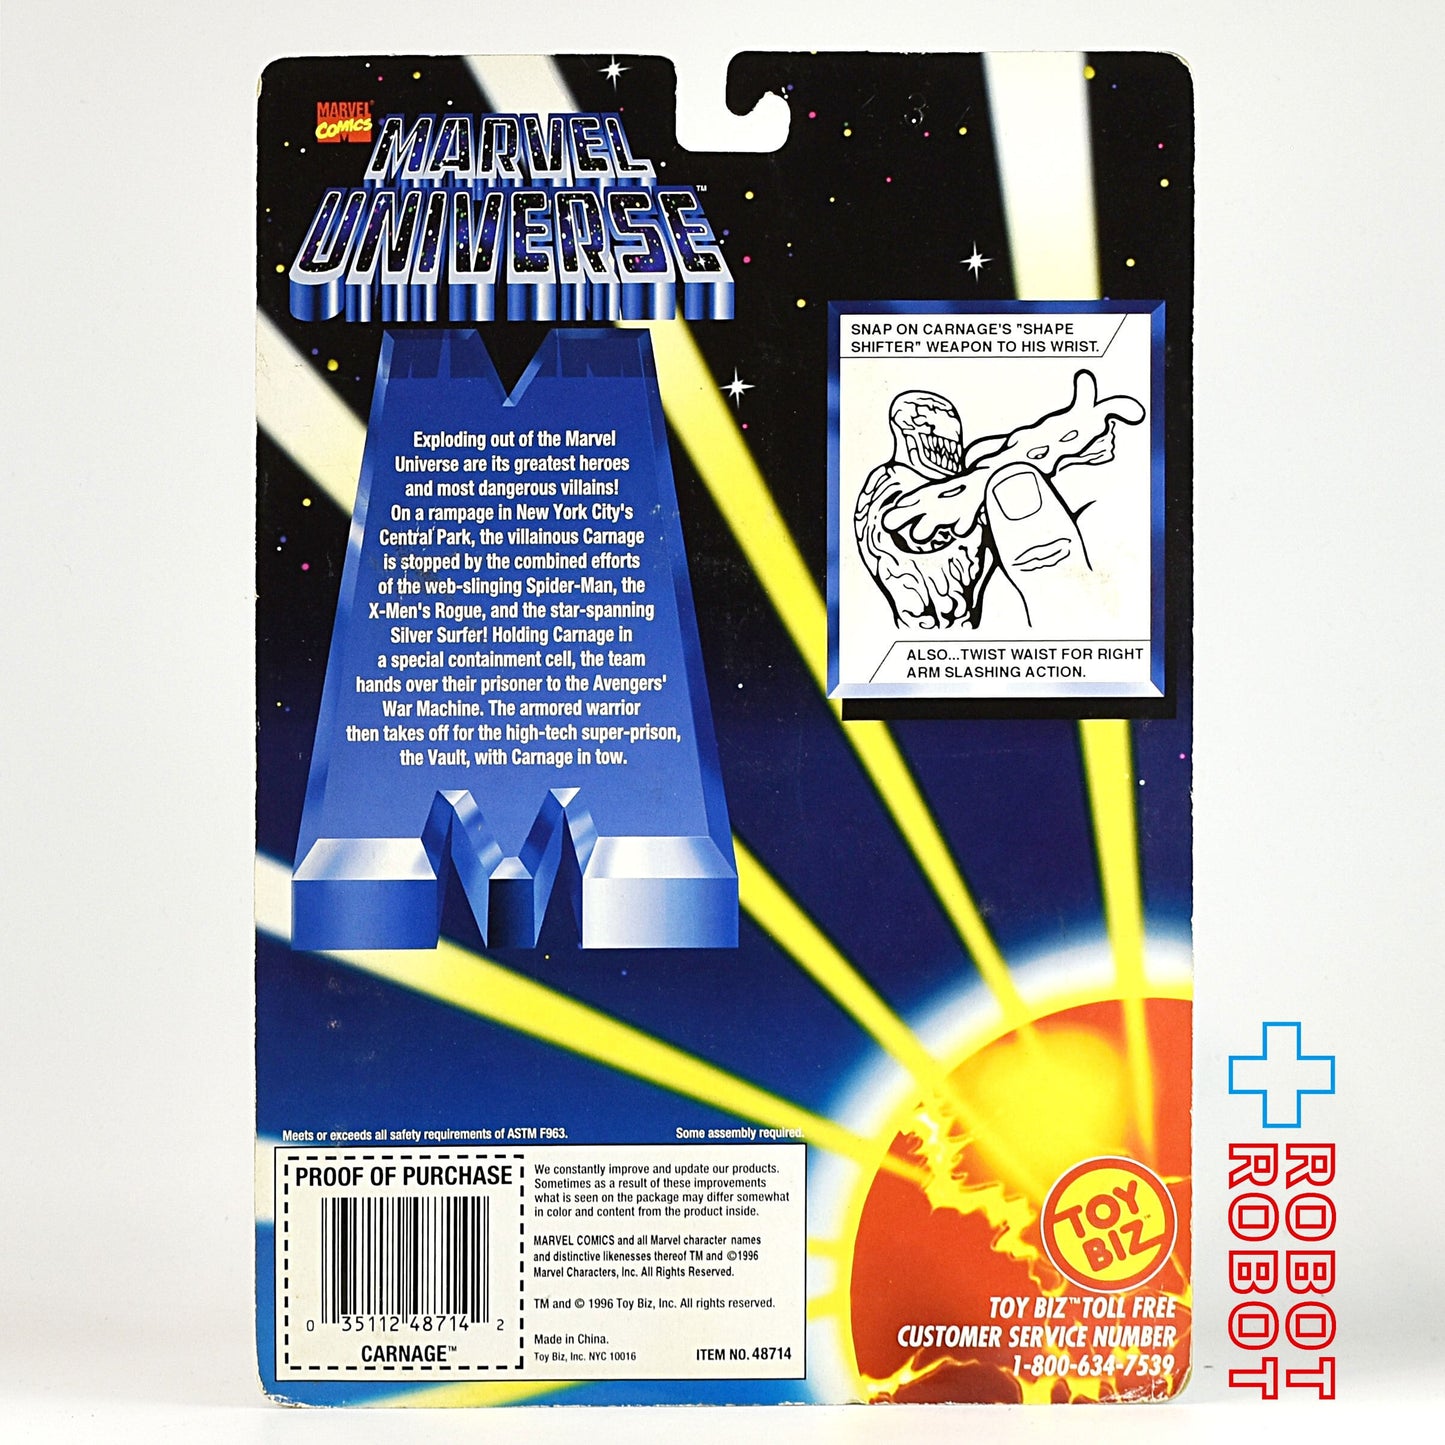 MARVEL
COMICS
MARVEL
UNIVERSE™
Exploding out of the Marvel
Universe are its greatest heroes
and most dangerous villains!
On a rampage in New York City's
Central Park, the villainous Carnage
is stopped by the combined efforts
of the web-slinging Spider-Man, the
X-Men's Rogue, and the star-spanning
Silver Surfer! Holding Carnage in
a special containment cell, the team
hands over their prisoner to the Avengers'
War Machine. The armored warrior
then takes off for the high-tech super-prison,
the Vault, with Carnage in tow.
SNAP ON CARNAGE'S "SHAPE
SHIFTER" WEAPON TO HIS WRIST.
ALSO...TWIST WAIST FOR RIGHT
ARM SLASHING ACTION.
Meets or exceeds all safety requirements of ASTM F963.
Some assembly required.
PROOF OF PURCHASE
0 35112 48714 2
CARNAGE™
We constantly improve and update our products.
Sometimes as a result of these improvements
what is seen on the package may differ somewhat
in color and content from the product inside.
MARVEL COMICS and all Marvel character names
and distinctive likenesses thereof TM and ©1996
Marvel Characters, Inc. All Rights Reserved.
TM and © 1996 Toy Biz, Inc. All rights reserved.
Made in China.
Toy Biz, Inc. NYC 10016
ITEM NO. 48714
TOY
BIZ™
TOY BIZ™ TOLL FREE
CUSTOMER SERVICE NUMBER
1-800-634-7539
ROBOT
ROBOT